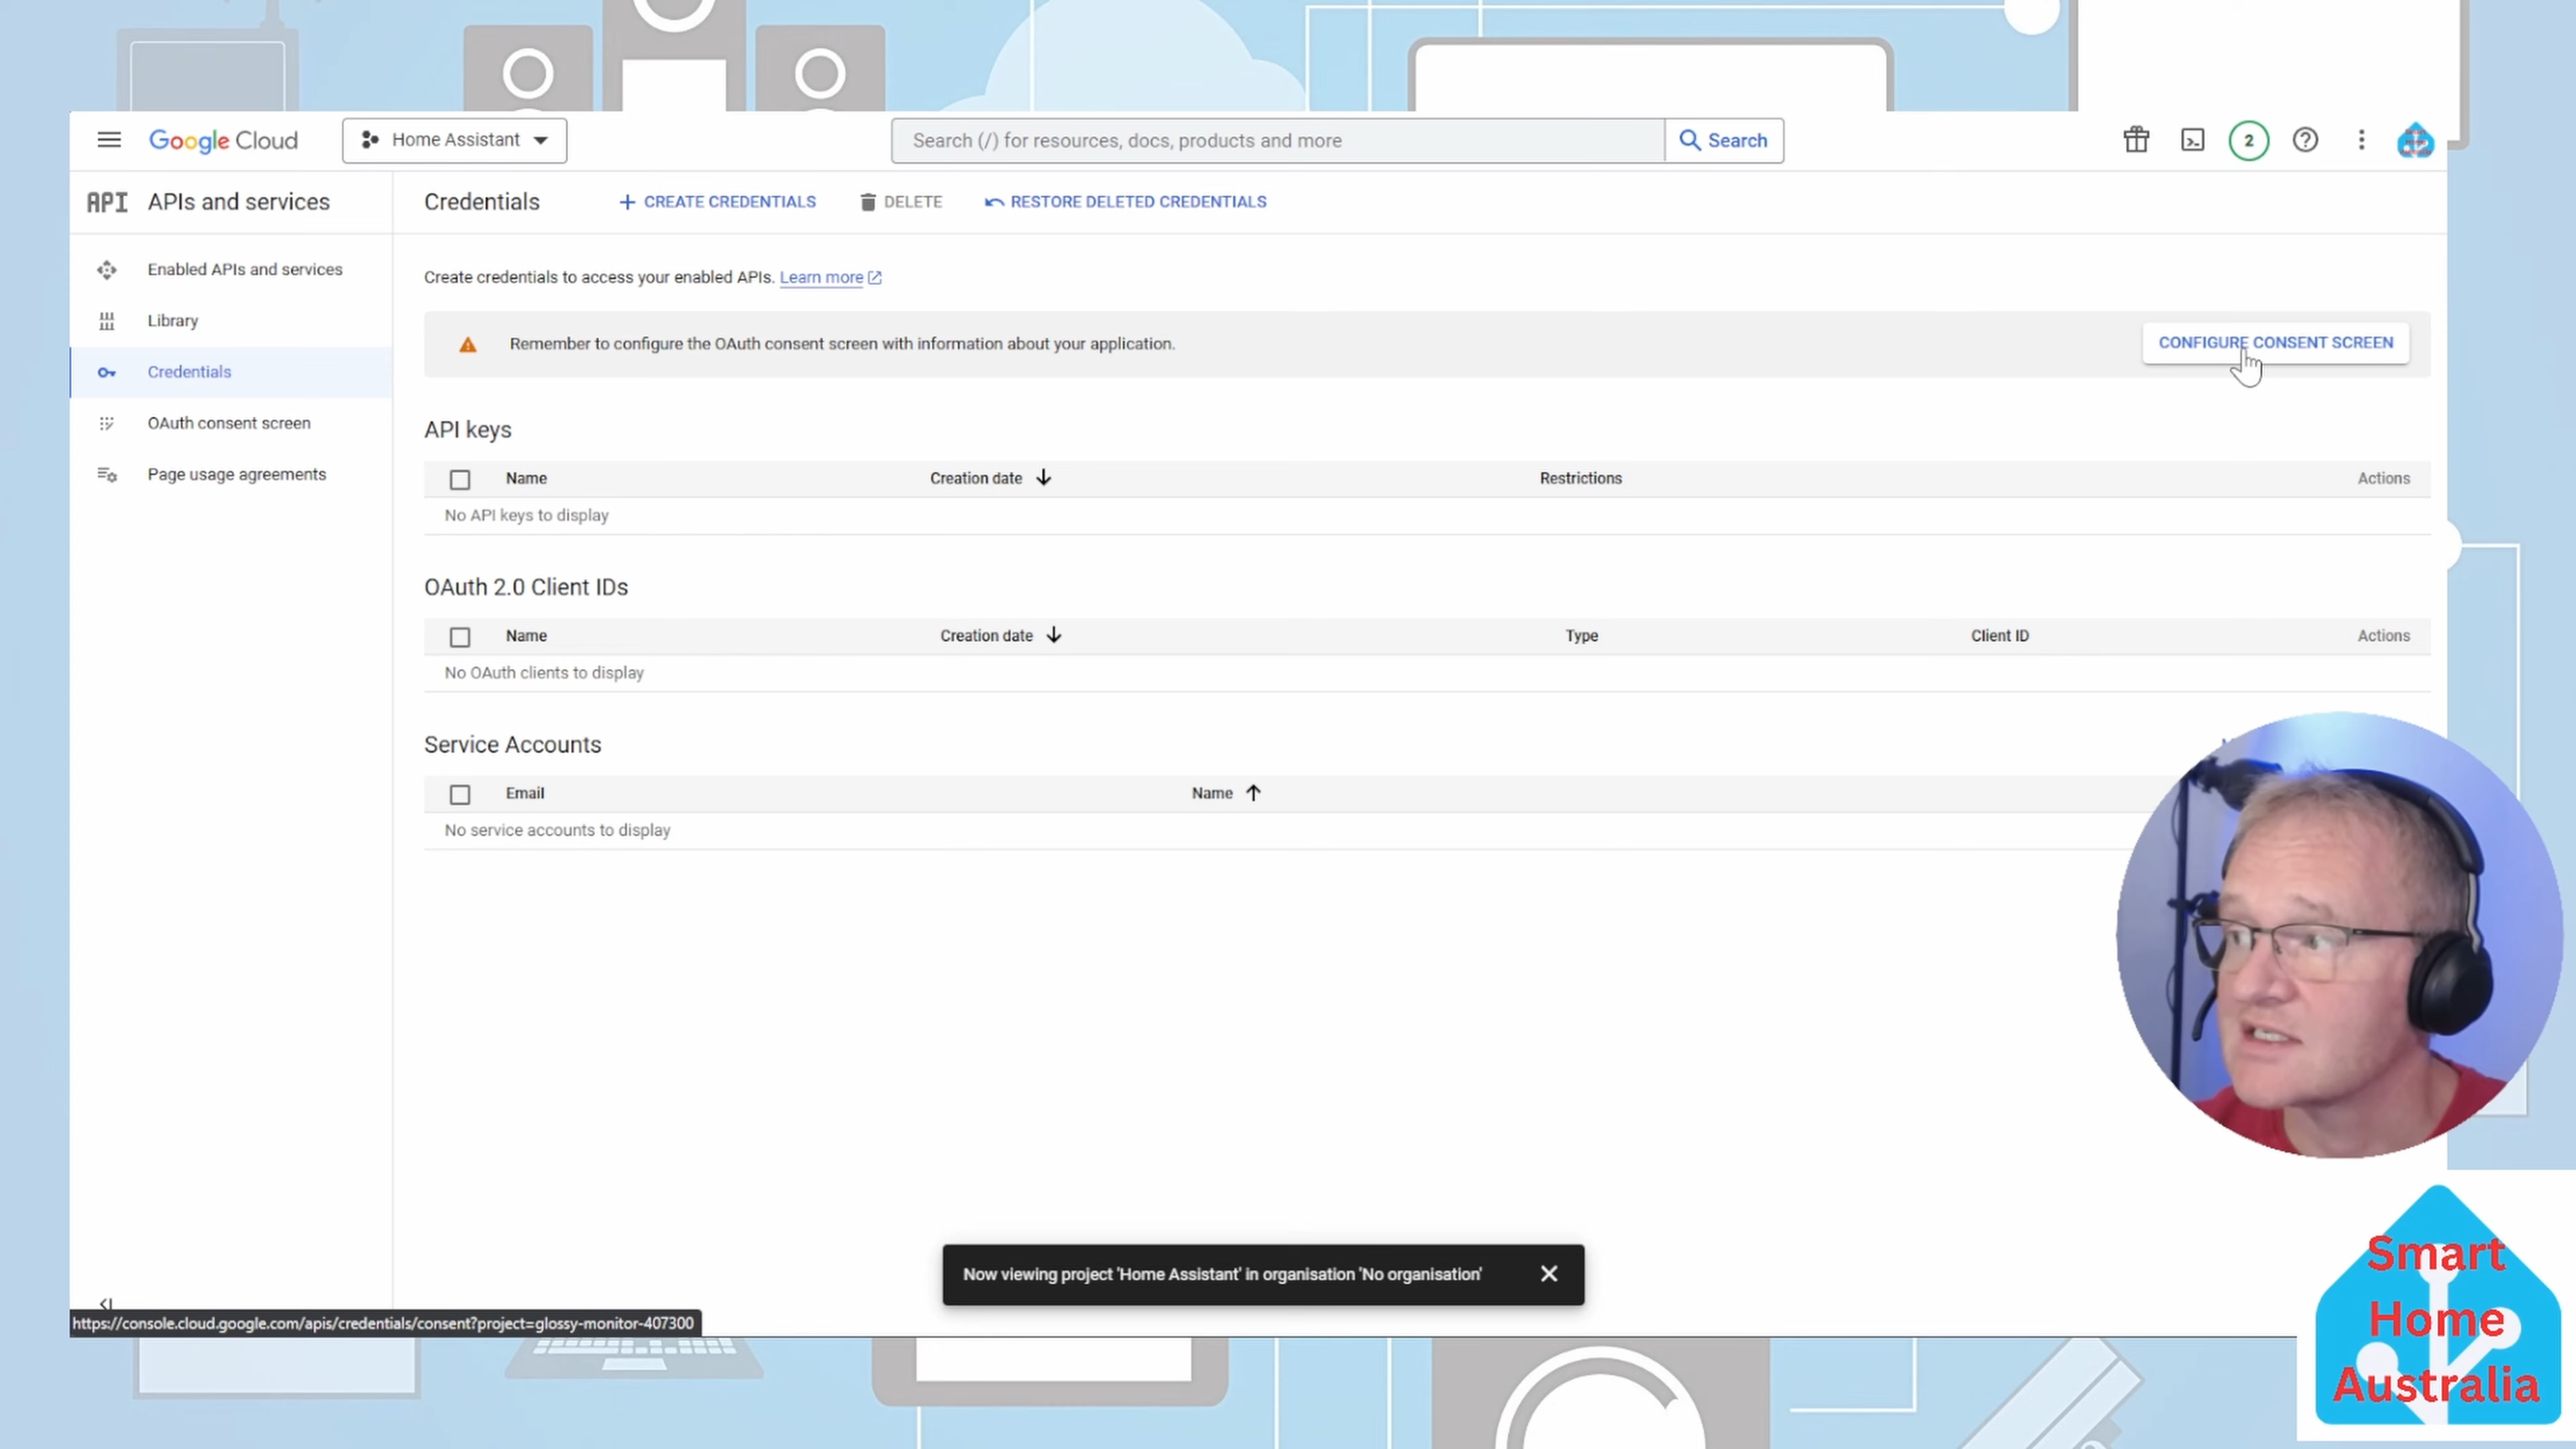 Google Cloud
Home Assistant
Search (/) for resources, docs, products and more
Search
2
API
APIs and services
Credentials
CREATE CREDENTIALS
DELETE
RESTORE DELETED CREDENTIALS
Enabled APIs and services
Library
Credentials
OAuth consent screen
Page usage agreements
Create credentials to access your enabled APIs. Learn more
Remember to configure the OAuth consent screen with information about your application.
CONFIGURE CONSENT SCREEN
API keys
Name
Creation date
Restrictions
Actions
No API keys to display
OAuth 2.0 Client IDs
Name
Creation date
Type
Client ID
Actions
No OAuth clients to display
Service Accounts
Email
Name
No service accounts to display
Now viewing project 'Home Assistant' in organisation 'No organisation'
https://console.cloud.google.com/apis/credentials/consent?project=glossy-monitor-407300
Smart
Home
Australia